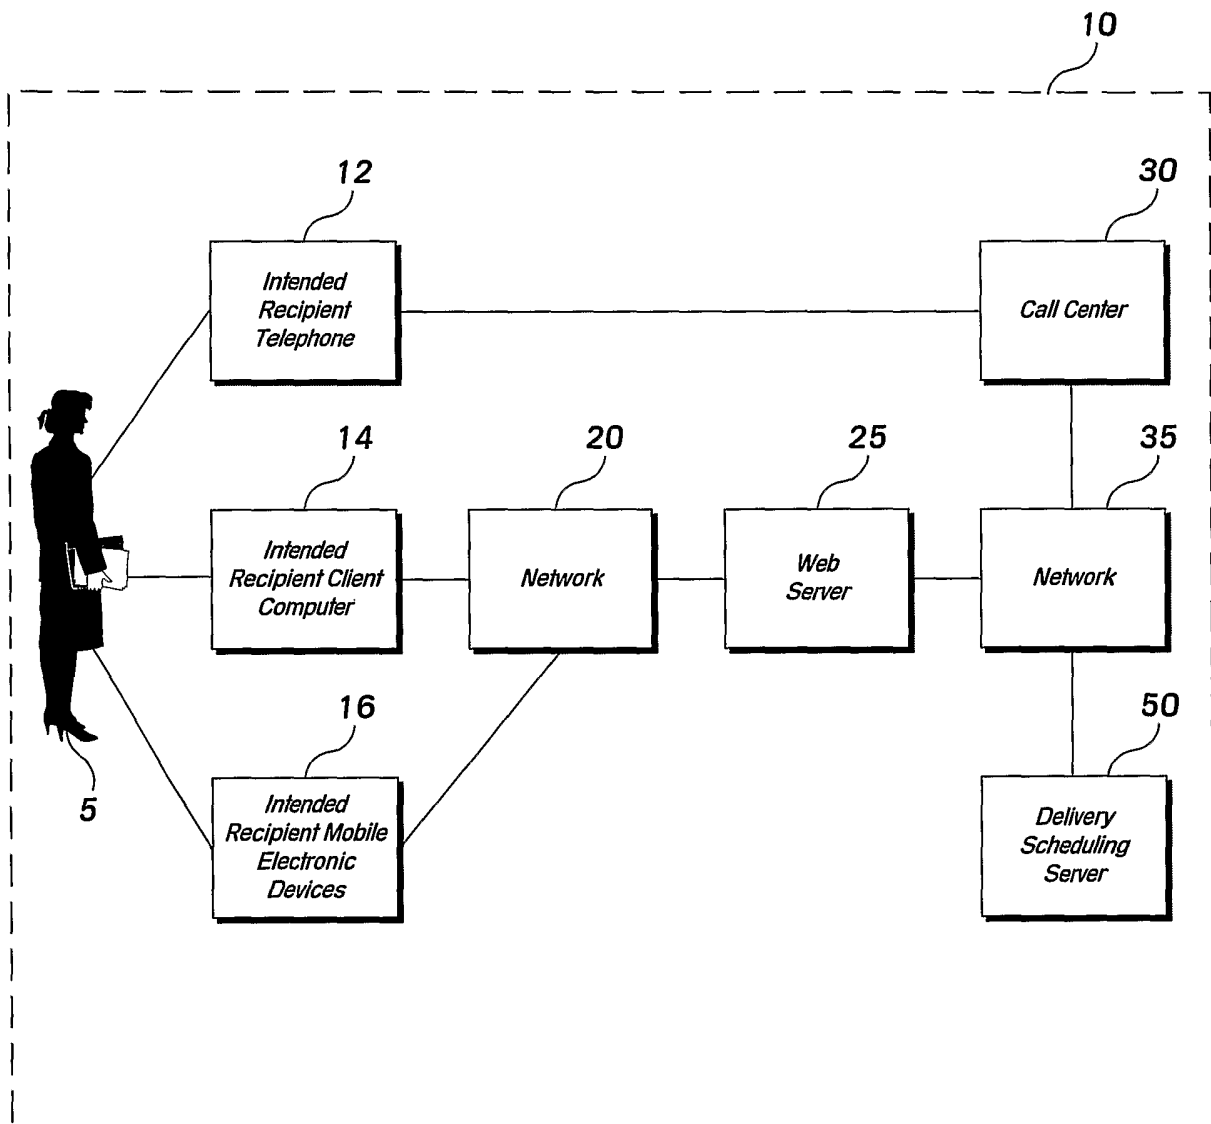 10
12
30
Intended
Recipient
Telephone
Call Center
14
20
25
35
Intended
Recipient Client
Computer
Network
Web
Server
Network
16
50
5
Intended
Recipient Mobile
Electronic
Devices
Delivery
Scheduling
Server